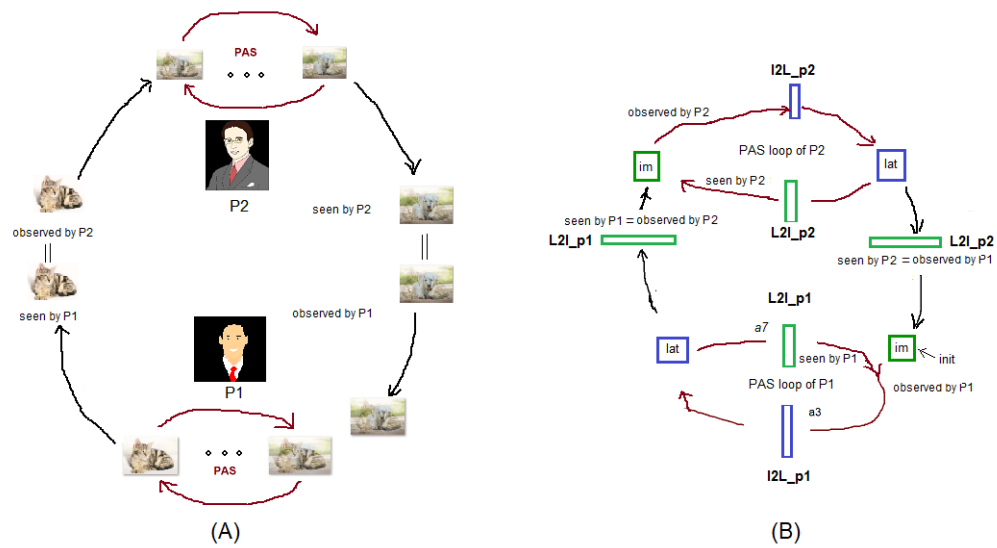 PAS
P2
seen by P2
observed by P2
seen by P1
observed by P1
P1
PAS
(A)
I2L_p2
observed by P2
PAS loop of P2
im
lat
seen by P2
seen by P1 = observed by P2
L2I_p1
L2I_p2
L2I_p2
seen by P2 = observed by P1
L2I_p1
a7
lat
im
seen by P1
init
PAS loop of P1
observed by P1
a3
I2L_p1
(B)